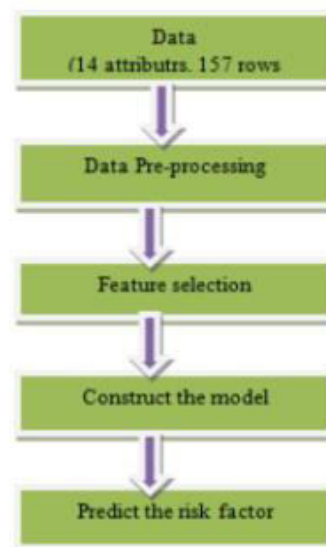 Data
(14 attributrs. 157 rows
Data Pre-processing
Feature selection
Construct the model
Predict the risk factor